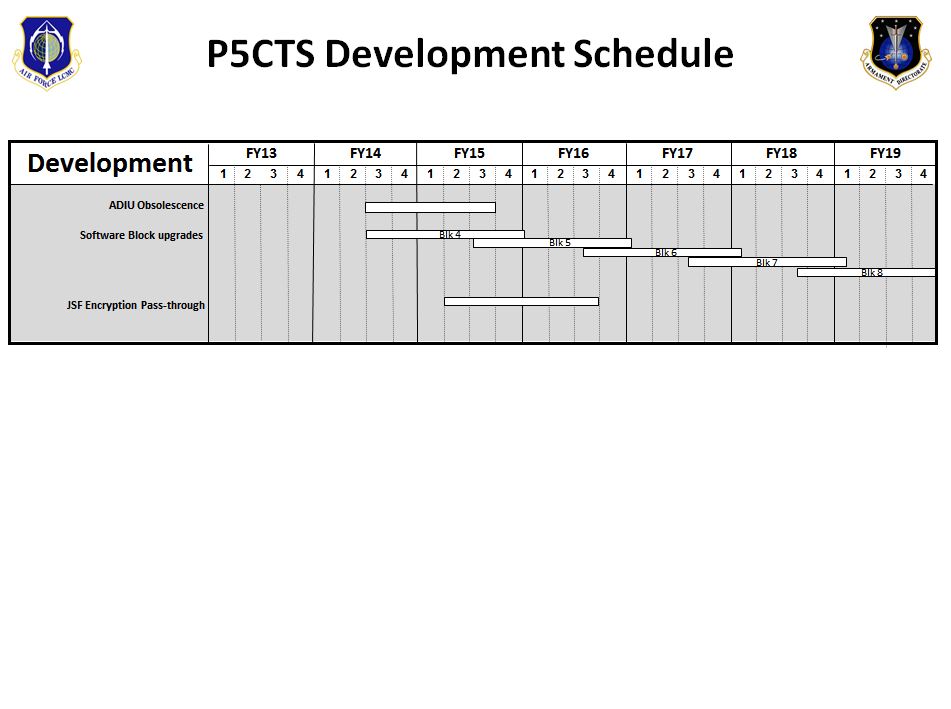 P5CTS Development Schedule
AIR FORCE LCMC
ARMAMENT DIRECTORATE
Development
FY13 FY14 FY15 FY16 FY17 FY18 FY19
1 2 3 4 1 2 3 4 1 2 3 4 1 2 3 4 1 2 3 4 1 2 3 4 1 2 3 4
ADIU Obsolescence
Software Block upgrades
Blk 4
Blk 5
Blk 6
Blk 7
Blk 8
JSF Encryption Pass-through